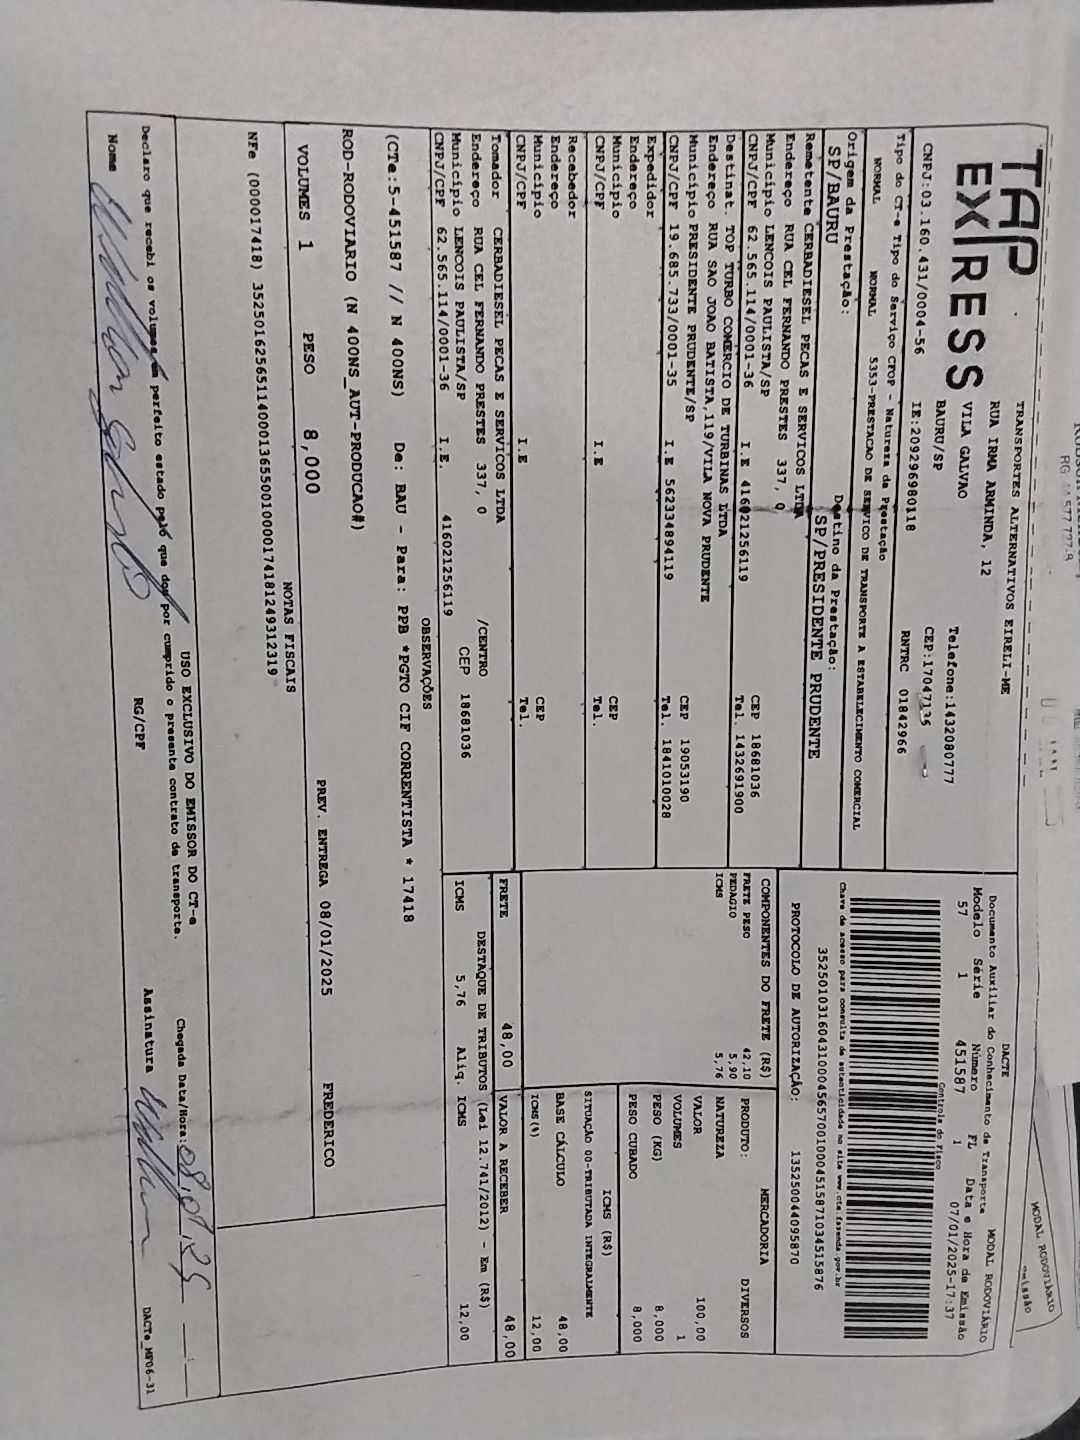 TAP
EXPRESS
TRANSPORTES ALTERNATIVOS EIRELI-ME
RUA IRMA ARMINDA, 12
VILA GALVAO
BAURU/SP
Telefone:1432080777
CEP:17047135
CNPJ:03.160.431/0004-56 IE:209296980118 RNTRC 01842966
Tipo do CT-e Tipo do Serviço CFOP - Natureza da Prestação
NORMAL NORMAL 5353-PRESTACAO DE SERVICO DE TRANSPORTE A ESTABELECIMENTO COMERCIAL
Origem da Prestação: Destino da Prestação:
SP/BAURU SP/PRESIDENTE PRUDENTE
Remetente CERBADIESEL PECAS E SERVICOS LTDA
Endereço RUA CEL FERNANDO PRESTES 337, 0
Município LENCOIS PAULISTA/SP CEP 18681036
CNPJ/CPF 62.565.114/0001-36 I.E 416021256119 Tel. 1432691900
Destinat. TOP TURBO COMERCIO DE TURBINAS LTDA
Endereço RUA SAO JOAO BATISTA,119/VILA NOVA PRUDENTE
Município PRESIDENTE PRUDENTE/SP CEP 19053190
CNPJ/CPF 19.685.733/0001-35 I.E 562334894119 Tel. 1841010028
Expedidor
Endereço
Município CEP
CNPJ/CPF I.E Tel.
Recebedor
Endereço
Município CEP
CNPJ/CPF I.E Tel.
Tomador CERBADIESEL PECAS E SERVICOS LTDA
Endereço RUA CEL FERNANDO PRESTES 337, 0 /CENTRO
Município LENCOIS PAULISTA/SP CEP 18681036
CNPJ/CPF 62.565.114/0001-36 I.E. 416021256119
DACTE
Documento Auxiliar do Conhecimento de Transporte MODAL RODOVIÁRIO
Modelo Série Número FL Data e Hora de Emissão
57 1 451587 1 07/01/2025-17:37
Controle do Fisco
Chave de acesso para consulta de autenticidade no site www.cte.fazenda.gov.br
35250103160431000456570010004515871034515876
PROTOCOLO DE AUTORIZAÇÃO: 135250044095870
COMPONENTES DO FRETE (R$)
FRETE PESO 42,10
PEDAGIO 5,90
ICMS 5,76
MERCADORIA
PRODUTO: DIVERSOS
NATUREZA
VALOR 100,00
VOLUMES 1
PESO (KG) 8,000
PESO CUBADO 8,000
ICMS (R$)
SITUAÇÃO 00-TRIBUTADA INTEGRALMENTE
BASE CÁLCULO 48,00
ICMS(%) 12,00
FRETE 48,00 VALOR A RECEBER 48,00
DESTAQUE DE TRIBUTOS (Lei 12.741/2012) - Em (R$)
ICMS 5,76 Aliq. ICMS 12,00
OBSERVAÇÕES
(CTe:5-451587 // N 400NS) De: BAU - Para: PPB *PGTO CIF CORRENTISTA * 17418
ROD-RODOVIARIO (N 400NS_AUT-PRODUCAO#)
VOLUMES 1 PESO 8,000 PREV. ENTREGA 08/01/2025 FREDERICO
NOTAS FISCAIS
NFe (000017418) 35250162565114000136550010000174181249312319
USO EXCLUSIVO DO EMISSOR DO CT-e
Chegada Data/Hora: 08,01,25
Declaro que recebi os volumes em perfeito estado pelo que dou por cumprido o presente contrato de transporte.
Nome RG/CPF Assinatura
DACTe_MF06-31
MODAL RODOVIÁRIO